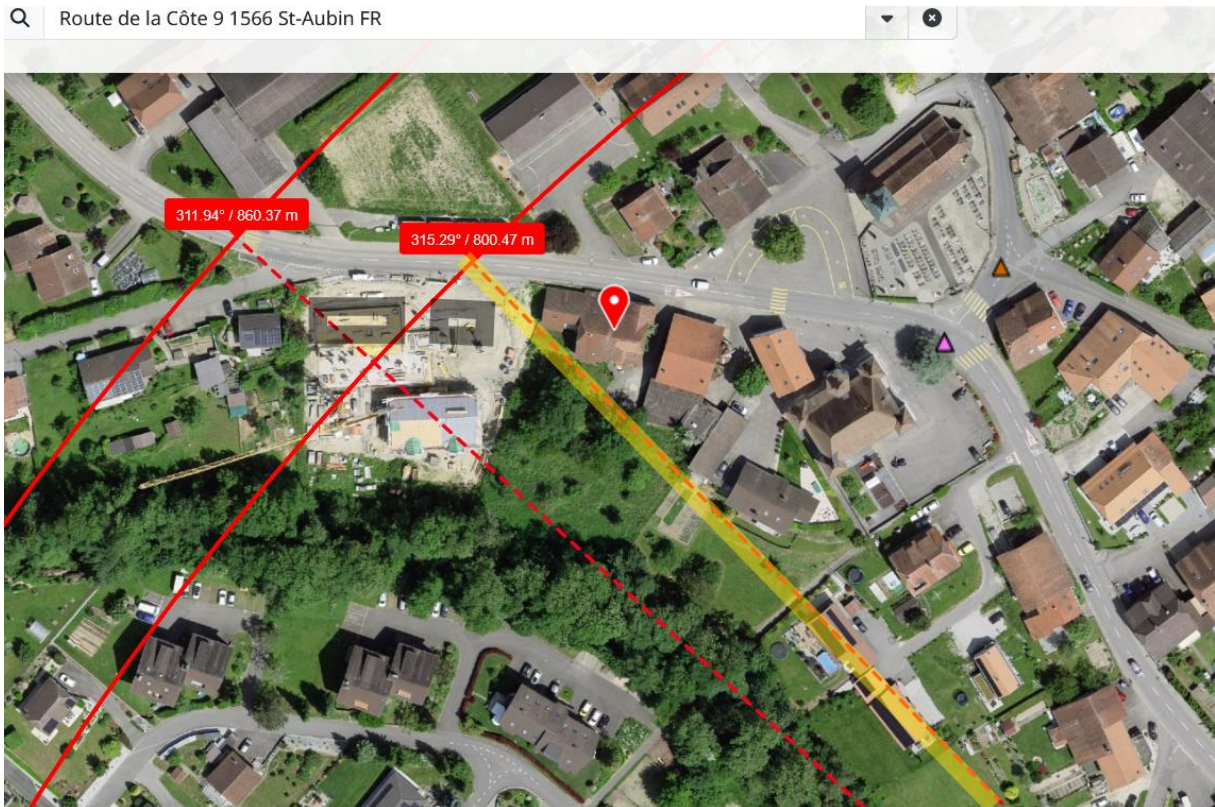 Route de la Côte 9 1566 St-Aubin FR
311.94° / 860.37 m
315.29° / 800.47 m